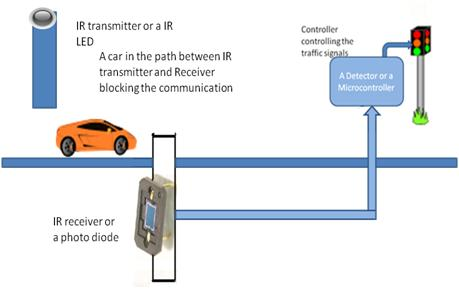 IR transmitter or a IR
LED
A car in the path between IR
transmitter and Receiver
blocking the communication
Controller
controlling the
traffic signals
A Detector or a
Microcontroller
IR receiver or
a photo diode